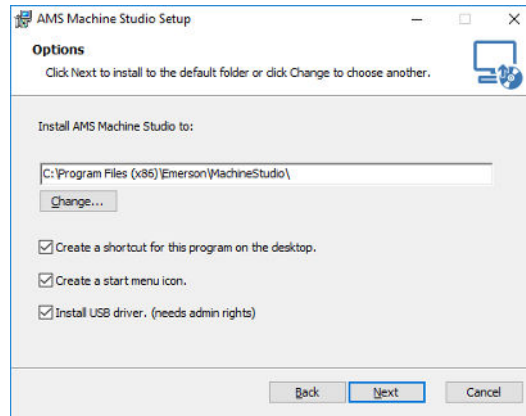 AMS Machine Studio Setup
Options
Click Next to install to the default folder or click Change to choose another.
Install AMS Machine Studio to:
C:\Program Files (x86)\Emerson\MachineStudio\
Change...
Create a shortcut for this program on the desktop.
Create a start menu icon.
Install USB driver. (needs admin rights)
Back Next Cancel